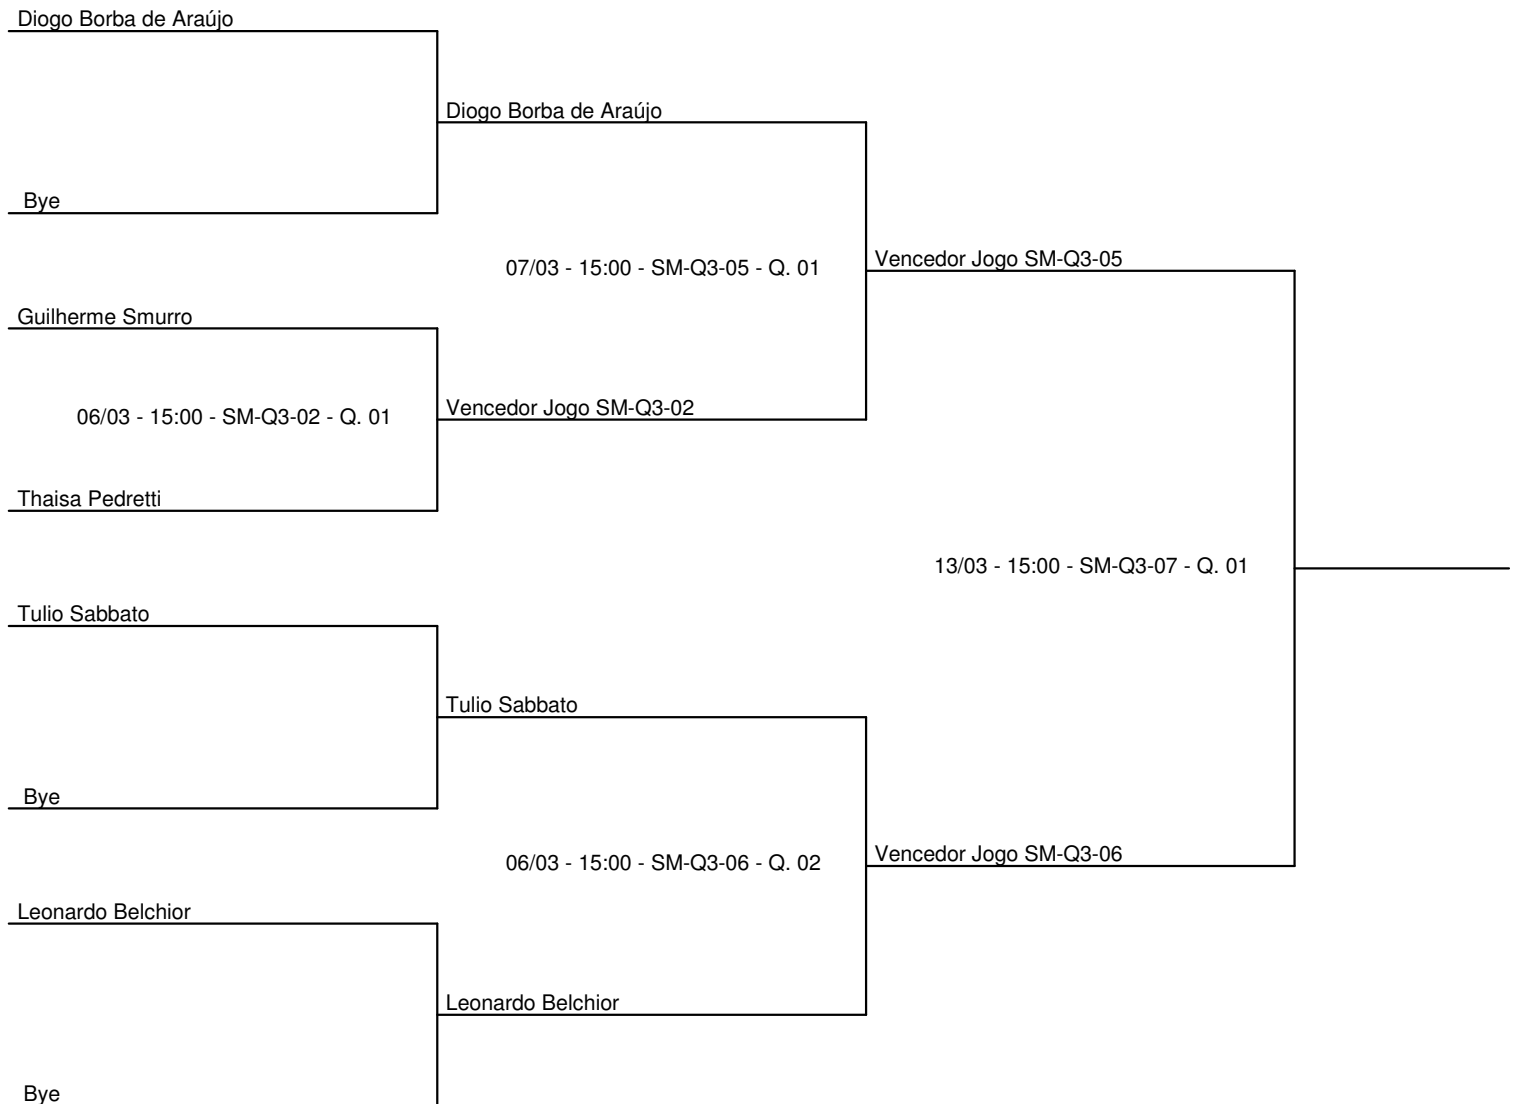 Diogo Borba de Araújo
Diogo Borba de Araújo
Bye
07/03 - 15:00 - SM-Q3-05 - Q. 01
Vencedor Jogo SM-Q3-05
Guilherme Smurro
06/03 - 15:00 - SM-Q3-02 - Q. 01
Vencedor Jogo SM-Q3-02
Thaisa Pedretti
13/03 - 15:00 - SM-Q3-07 - Q. 01
Tulio Sabbato
Tulio Sabbato
Bye
06/03 - 15:00 - SM-Q3-06 - Q. 02
Vencedor Jogo SM-Q3-06
Leonardo Belchior
Leonardo Belchior
Bye